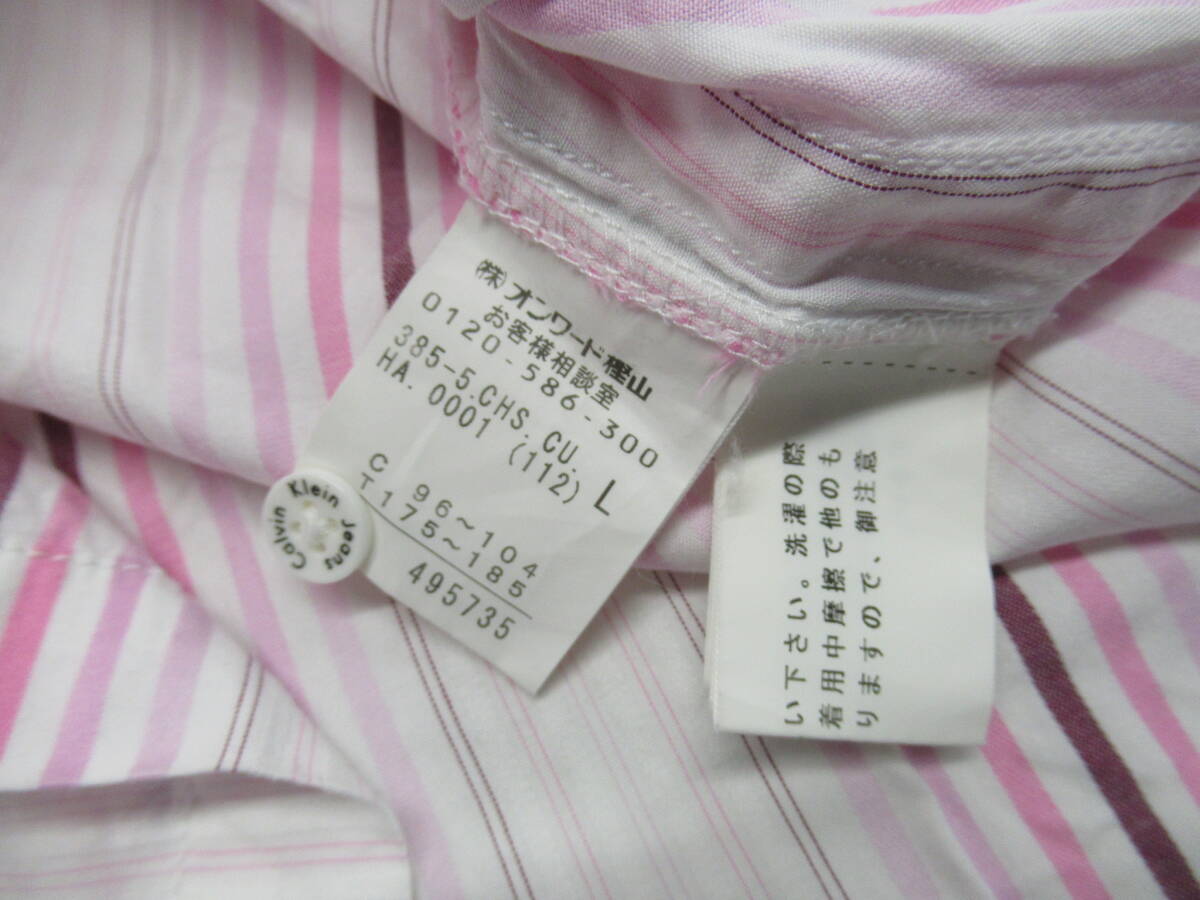 (株)オンワード樫山
お客様相談室
0120-586-300
385-5.CHS.CU.
HA.0001 (112) L
C 96~104
T175~185
495735
Calvin Klein Jeans
い下さい。洗濯の際
着用中摩擦で他のも
りますので、御注意